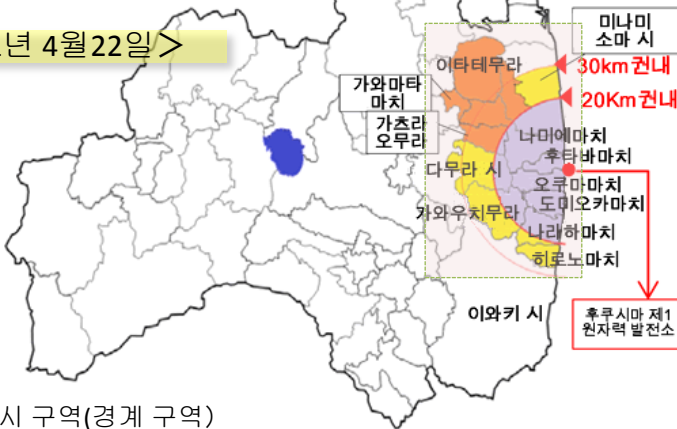 년 4월22일＞
미나미
소마 시
이타테무라
30km권내
가와마타
마치
20Km권내
가츠라
오무라
나미에마치
후타바마치
다무라 시
오쿠마마치
도미오카마치
가와우치무라
나라하마치
히로노마치
이와키 시
후쿠시마 제1
원자력 발전소
시 구역(경계 구역）